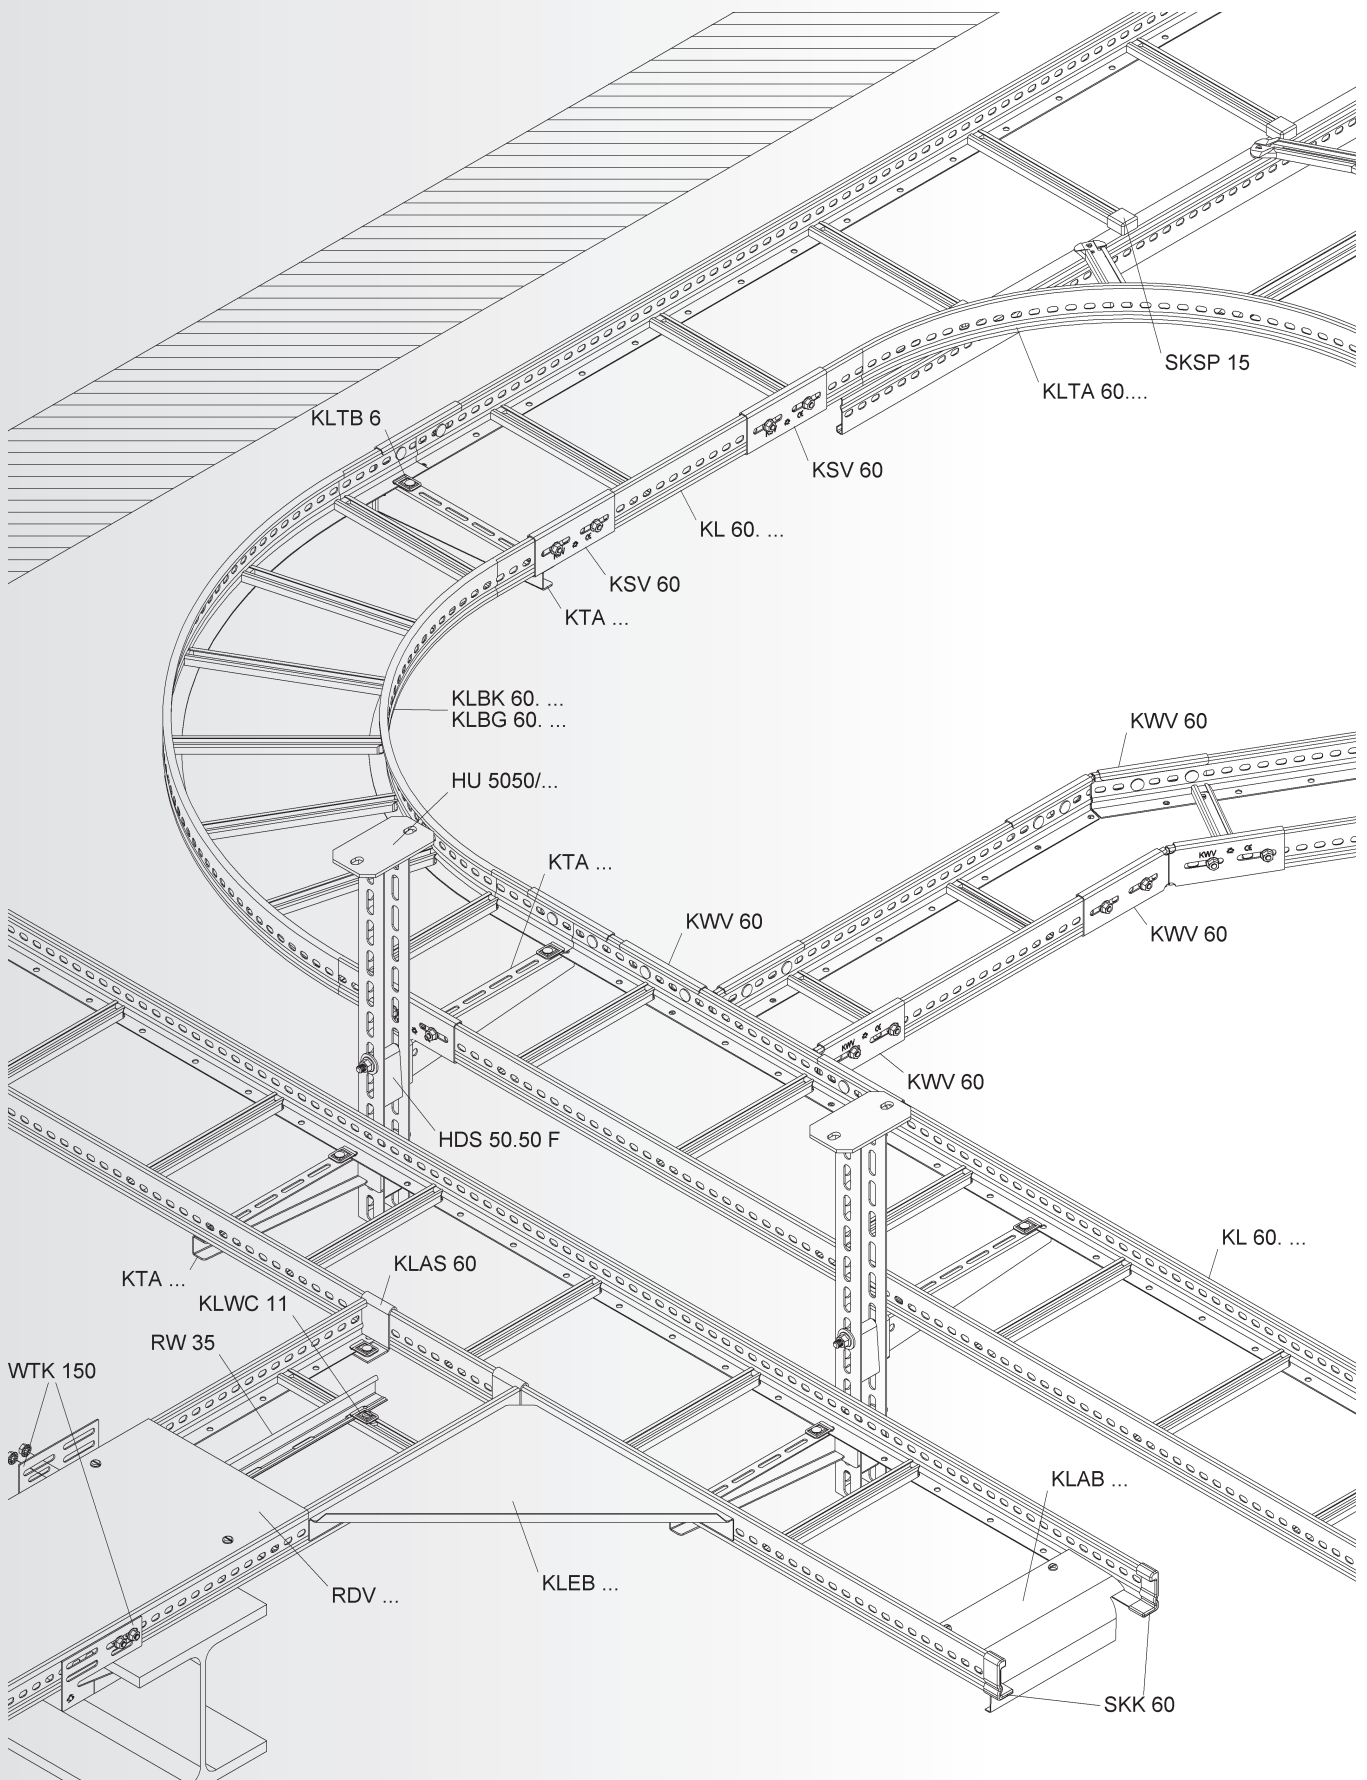 SKSP 15
KLTA 60....
KLTB 6
KSV 60
KL 60. ...
KSV 60
KTA ...
KLBK 60. ...
KLBG 60. ...
KWV 60
HU 5050/...
KWV
KTA ...
KWV 60
KWV 60
KWV
KWV 60
HDS 50.50 F
KL 60. ...
KTA ...
KLAS 60
KLWC 11
RW 35
WTK 150
KLAB ...
KLEB ...
RDV ...
SKK 60